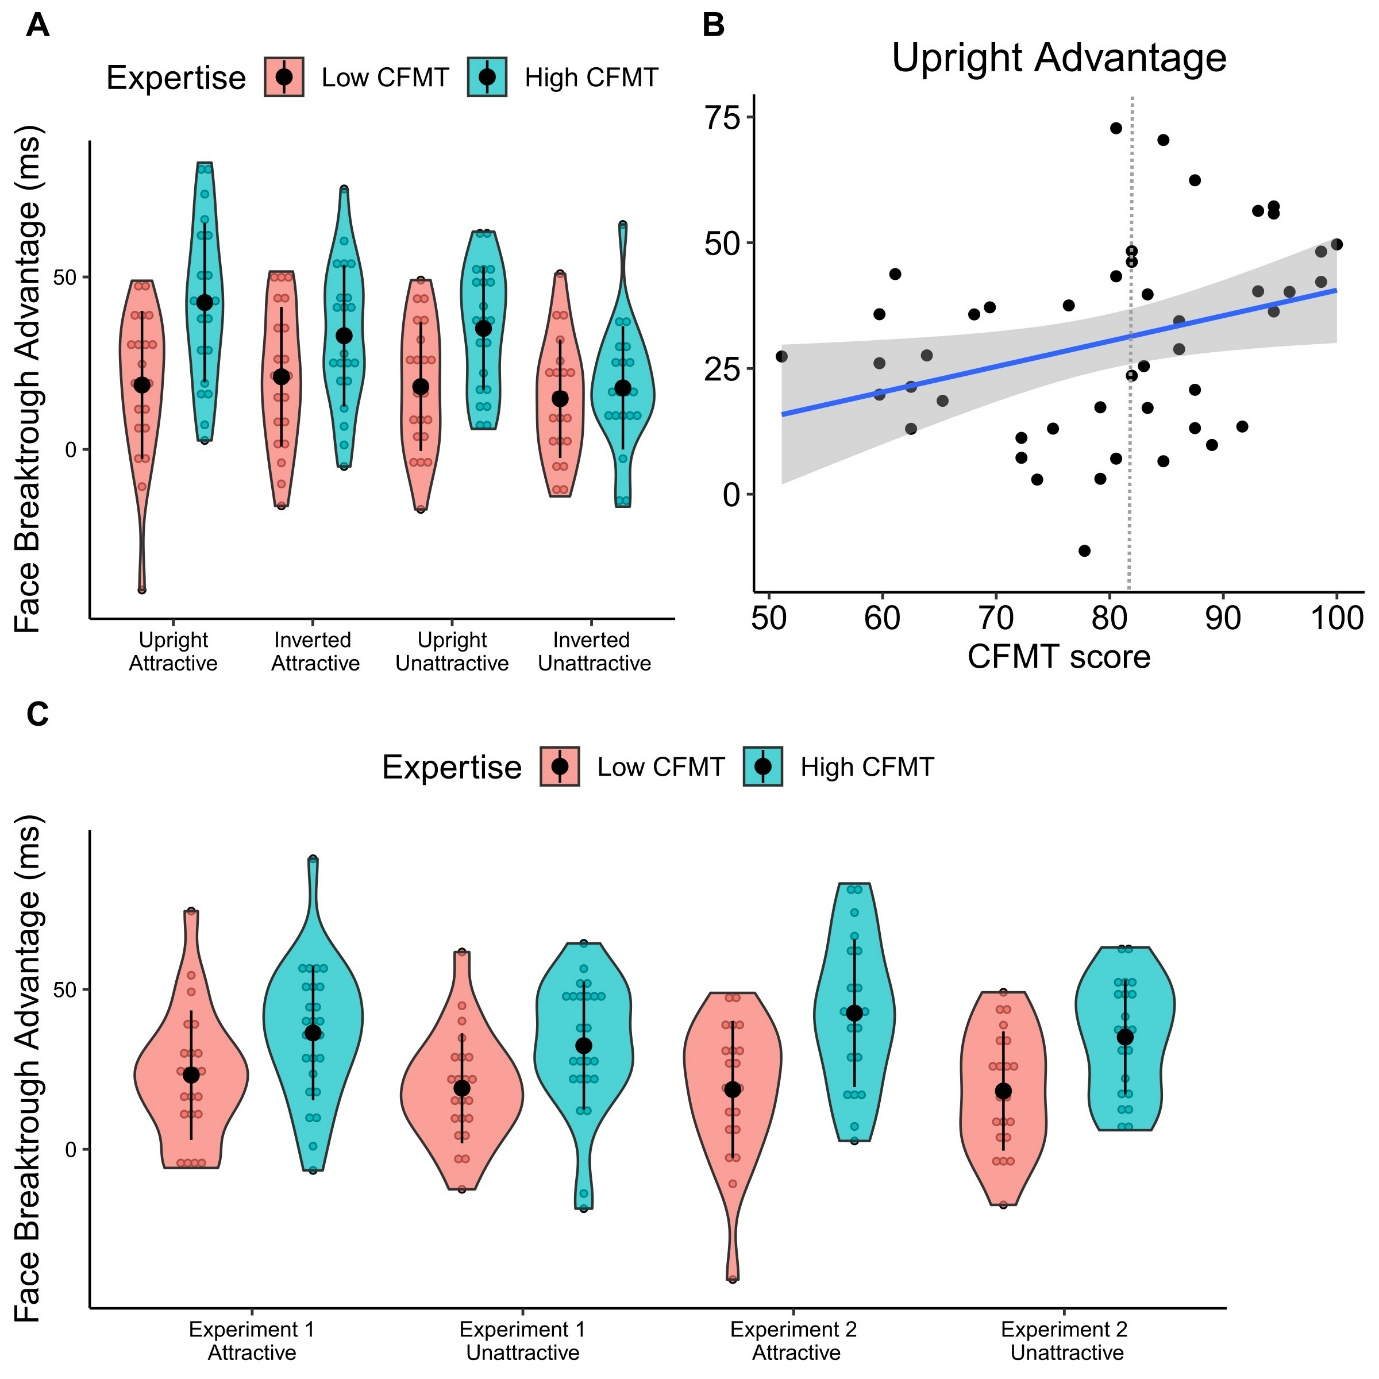 A
Expertise Low CFMT High CFMT
Face Breaktrough Advantage (ms)
50
0
Upright Attractive
Inverted Attractive
Upright Unattractive
Inverted Unattractive
B
Upright Advantage
75
50
25
0
50 60 70 80 90 100
CFMT score
C
Expertise Low CFMT High CFMT
Face Breaktrough Advantage (ms)
50
0
Experiment 1 Attractive
Experiment 1 Unattractive
Experiment 2 Attractive
Experiment 2 Unattractive